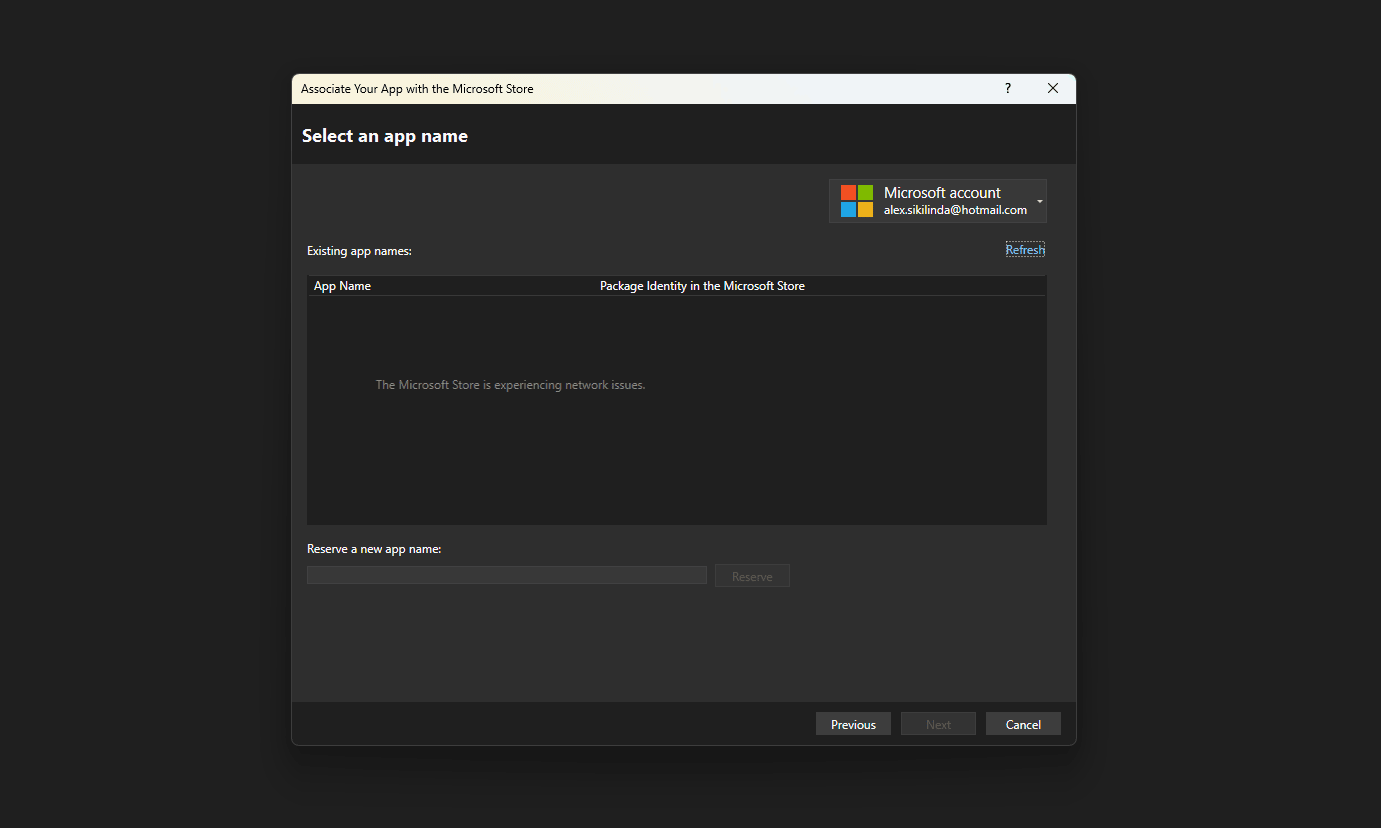 Associate Your App with the Microsoft Store
?
Select an app name
Microsoft account
alex.sikilinda@hotmail.com
Existing app names:
Refresh
App Name
Package Identity in the Microsoft Store
The Microsoft Store is experiencing network issues.
Reserve a new app name:
Reserve
Previous
Next
Cancel